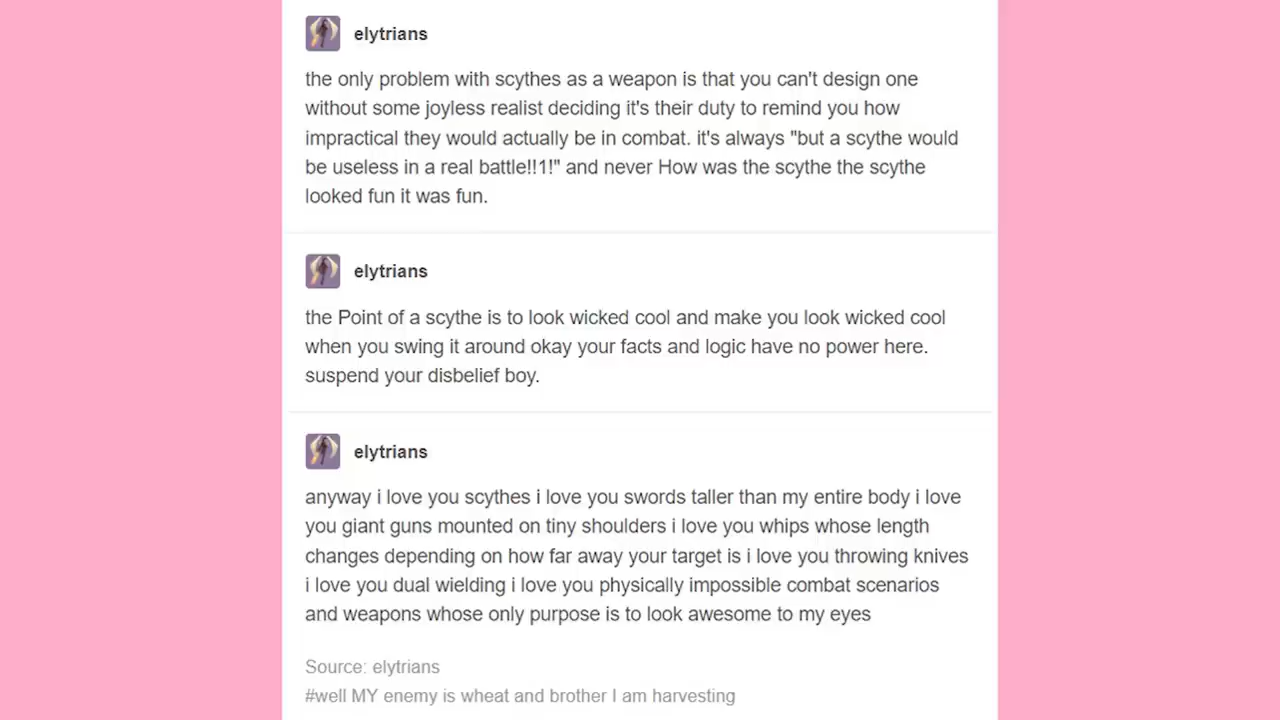 elytrians
the only problem with scythes as a weapon is that you can't design one
without some joyless realist deciding it's their duty to remind you how
impractical they would actually be in combat. it's always "but a scythe would
be useless in a real battle!!1!" and never How was the scythe the scythe
looked fun it was fun.
elytrians
the Point of a scythe is to look wicked cool and make you look wicked cool
when you swing it around okay your facts and logic have no power here.
suspend your disbelief boy.
elytrians
anyway i love you scythes i love you swords taller than my entire body i love
you giant guns mounted on tiny shoulders i love you whips whose length
changes depending on how far away your target is i love you throwing knives
i love you dual wielding i love you physically impossible combat scenarios
and weapons whose only purpose is to look awesome to my eyes
Source: elytrians
#well MY enemy is wheat and brother I am harvesting